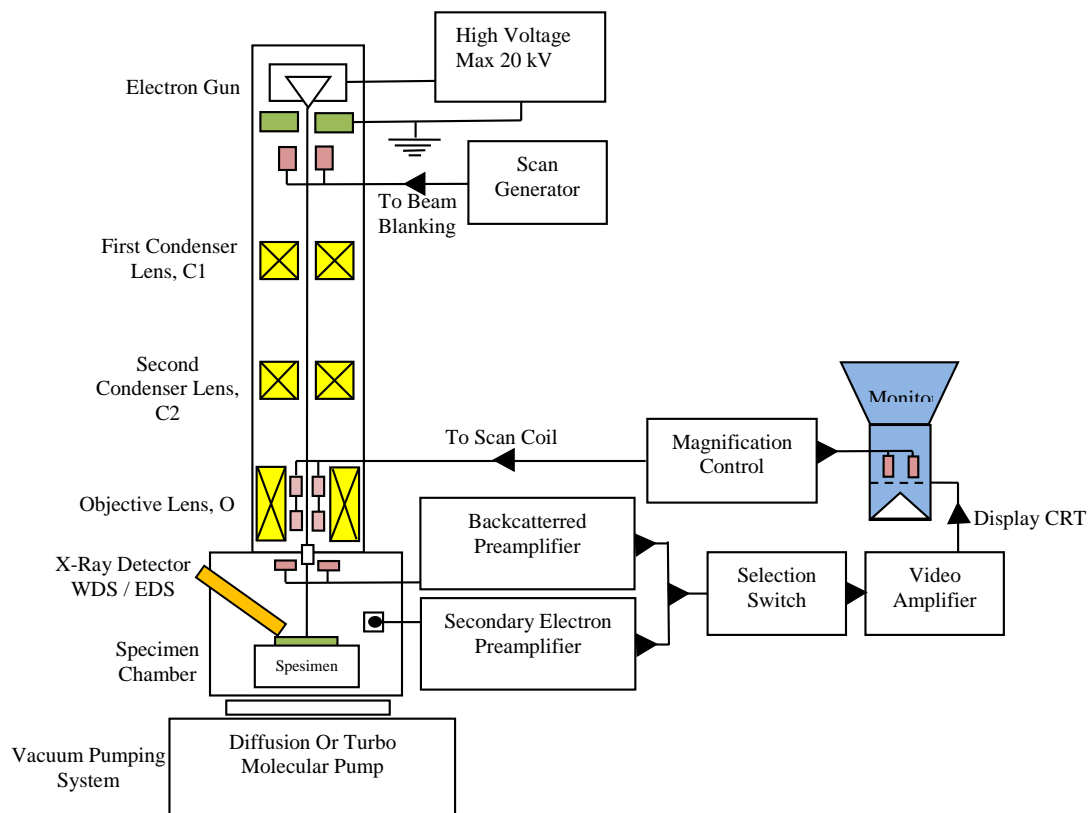 High Voltage
Max 20 kV
Electron Gun
Scan
Generator
To Beam
Blanking
First Condenser
Lens, C1
Second
Condenser Lens,
C2
Monitor
To Scan Coil
Magnification
Control
Objective Lens, O
Backcatterred
Preamplifier
Display CRT
X-Ray Detector
WDS / EDS
Selection
Switch
Video
Amplifier
Secondary Electron
Preamplifier
Specimen
Chamber
Spesimen
Vacuum Pumping
System
Diffusion Or Turbo
Molecular Pump